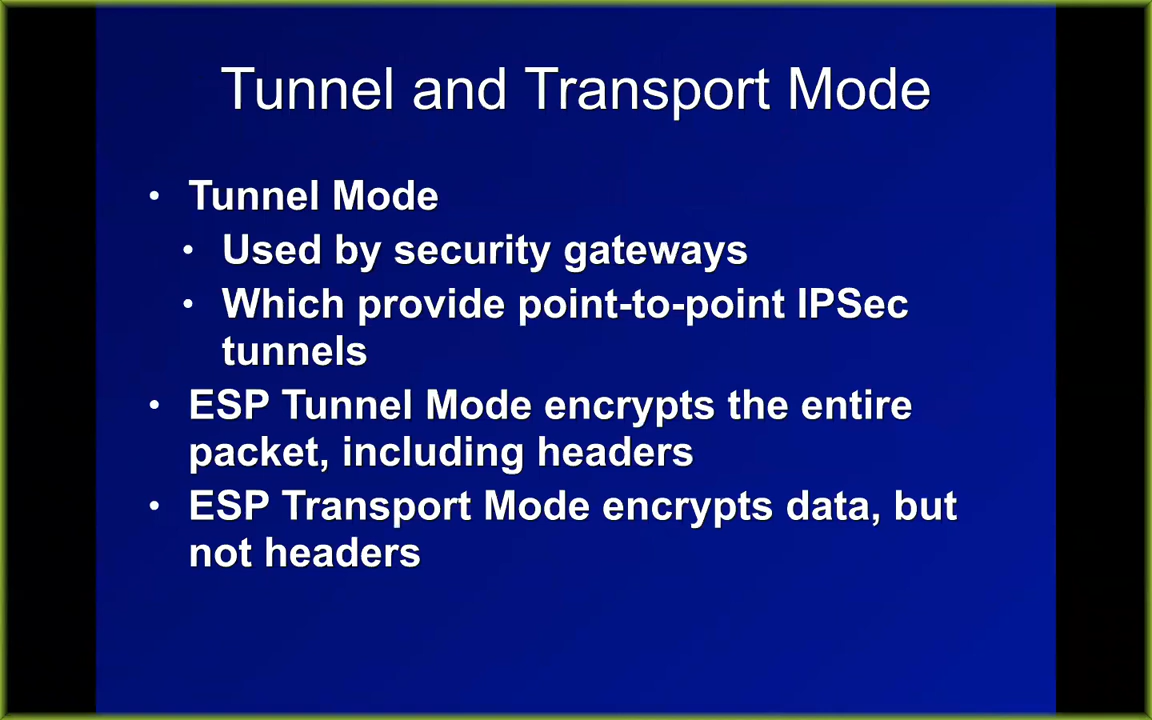 Tunnel and Transport Mode
• Tunnel Mode
• Used by security gateways
• Which provide point-to-point IPSec
tunnels
• ESP Tunnel Mode encrypts the entire
packet, including headers
• ESP Transport Mode encrypts data, but
not headers